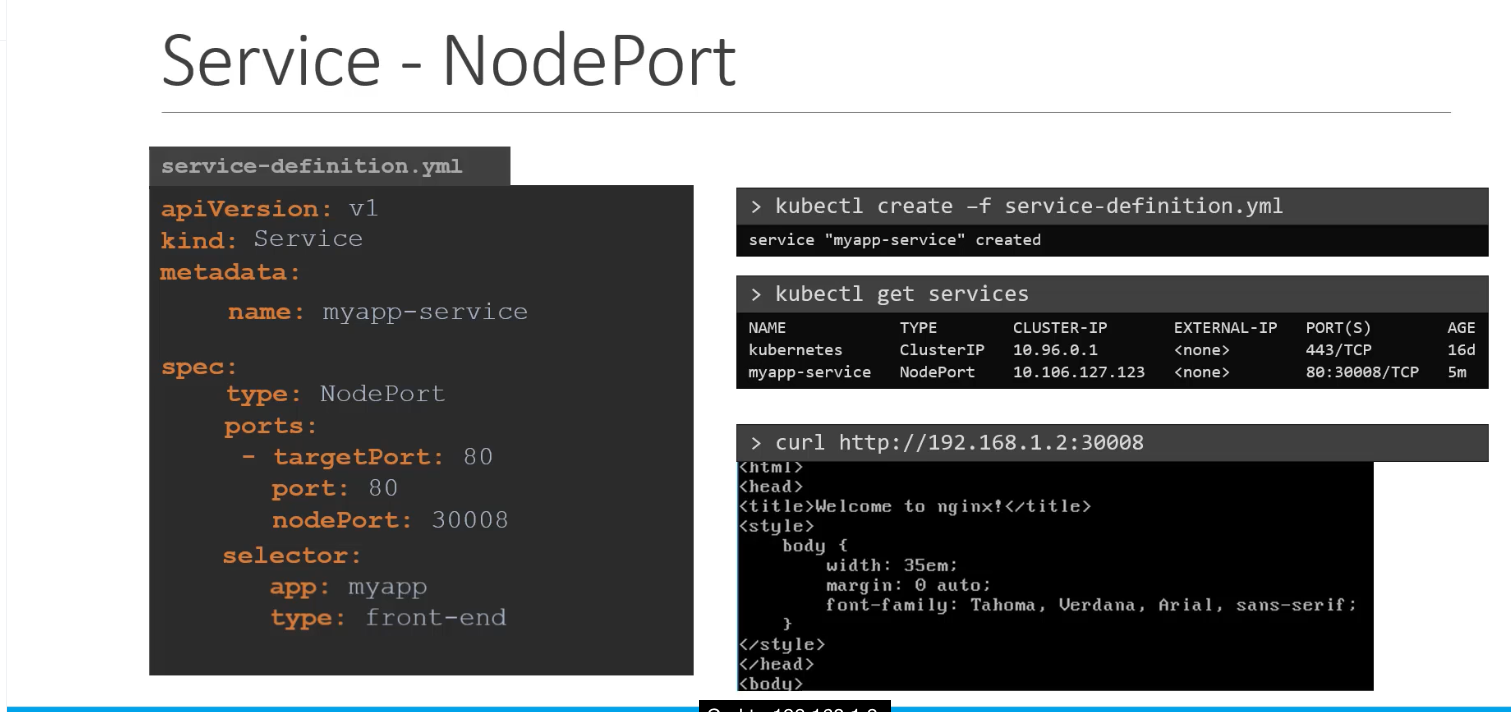 Service - NodePort
service-definition.yml
apiVersion: v1
kind: Service
metadata:
name: myapp-service
spec:
type: NodePort
ports:
- targetPort: 80
port: 80
nodePort: 30008
selector:
app: myapp
type: front-end
> kubectl create –f service-definition.yml
service "myapp-service" created
> kubectl get services
NAME TYPE CLUSTER-IP EXTERNAL-IP PORT(S) AGE
kubernetes ClusterIP 10.96.0.1 <none> 443/TCP 16d
myapp-service NodePort 10.106.127.123 <none> 80:30008/TCP 5m
> curl http://192.168.1.2:30008
<html>
<head>
<title>Welcome to nginx!</title>
<style>
body {
width: 35em;
margin: 0 auto;
font-family: Tahoma, Verdana, Arial, sans-serif;
}
</style>
</head>
<body>